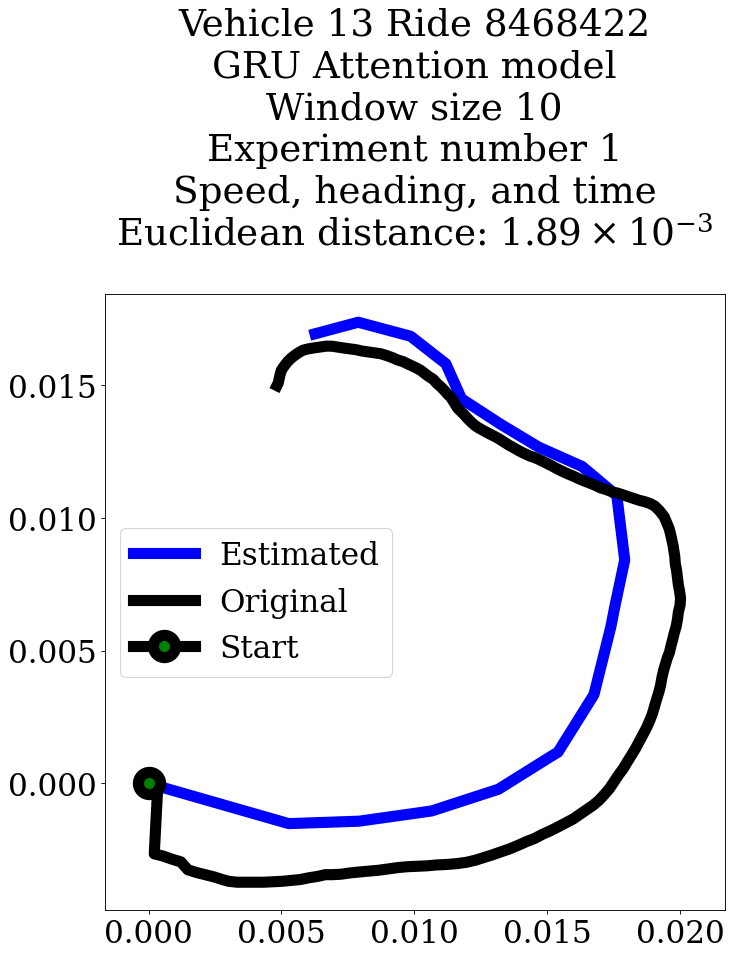 Vehicle 13 Ride 8468422
GRU Attention model
Window size 10
Experiment number 1
Speed, heading, and time
Euclidean distance: 1.89 × 10⁻³
0.015
0.010
0.005
0.000
Estimated
Original
Start
0.000 0.005 0.010 0.015 0.020